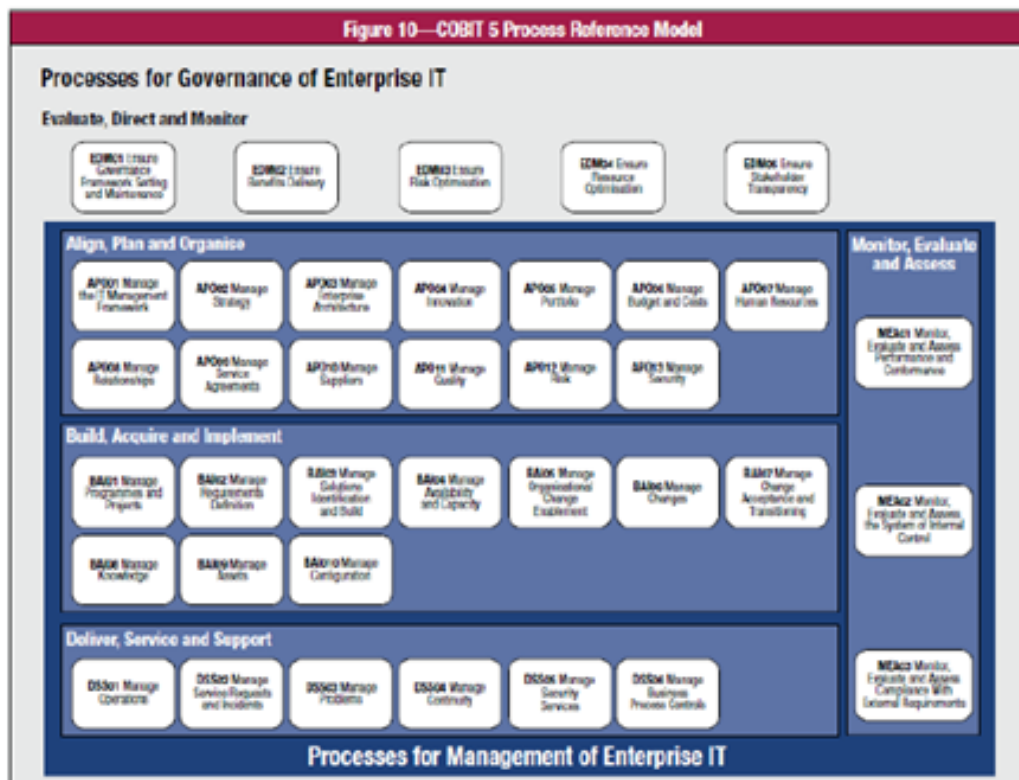 Figure 10—COBIT 5 Process Reference Model
Processes for Governance of Enterprise IT
Evaluate, Direct and Monitor
EDM01 Ensure
Governance
Framework Setting
and Maintenance
EDM02 Ensure
Benefits Delivery
EDM03 Ensure
Risk Optimisation
EDM04 Ensure
Resource
Optimisation
EDM05 Ensure
Stakeholder
Transparency
Align, Plan and Organise
APO01 Manage
the IT Management
Framework
APO02 Manage
Strategy
APO03 Manage
Enterprise
Architecture
APO04 Manage
Innovation
APO05 Manage
Portfolio
APO06 Manage
Budget and Costs
APO07 Manage
Human Resources
APO08 Manage
Relationships
APO09 Manage
Service
Agreements
APO10 Manage
Suppliers
APO11 Manage
Quality
APO12 Manage
Risk
APO13 Manage
Security
Build, Acquire and Implement
BAI01 Manage
Programmes and
Projects
BAI02 Manage
Requirements
Definition
BAI03 Manage
Solutions
Identification
and Build
BAI04 Manage
Availability
and Capacity
BAI05 Manage
Organisational
Change
Enablement
BAI06 Manage
Changes
BAI07 Manage
Change
Acceptance and
Transitioning
BAI08 Manage
Knowledge
BAI09 Manage
Assets
BAI010 Manage
Configuration
Deliver, Service and Support
DSS01 Manage
Operations
DSS02 Manage
Service Requests
and Incidents
DSS03 Manage
Problems
DSS04 Manage
Continuity
DSS05 Manage
Security
Services
DSS06 Manage
Business
Process Controls
Monitor, Evaluate
and Assess
MEA01 Monitor,
Evaluate and Assess
Performance and
Conformance
MEA02 Monitor,
Evaluate and Assess
the System of Internal
Control
MEA03 Monitor,
Evaluate and Assess
Compliance With
External Requirements
Processes for Management of Enterprise IT